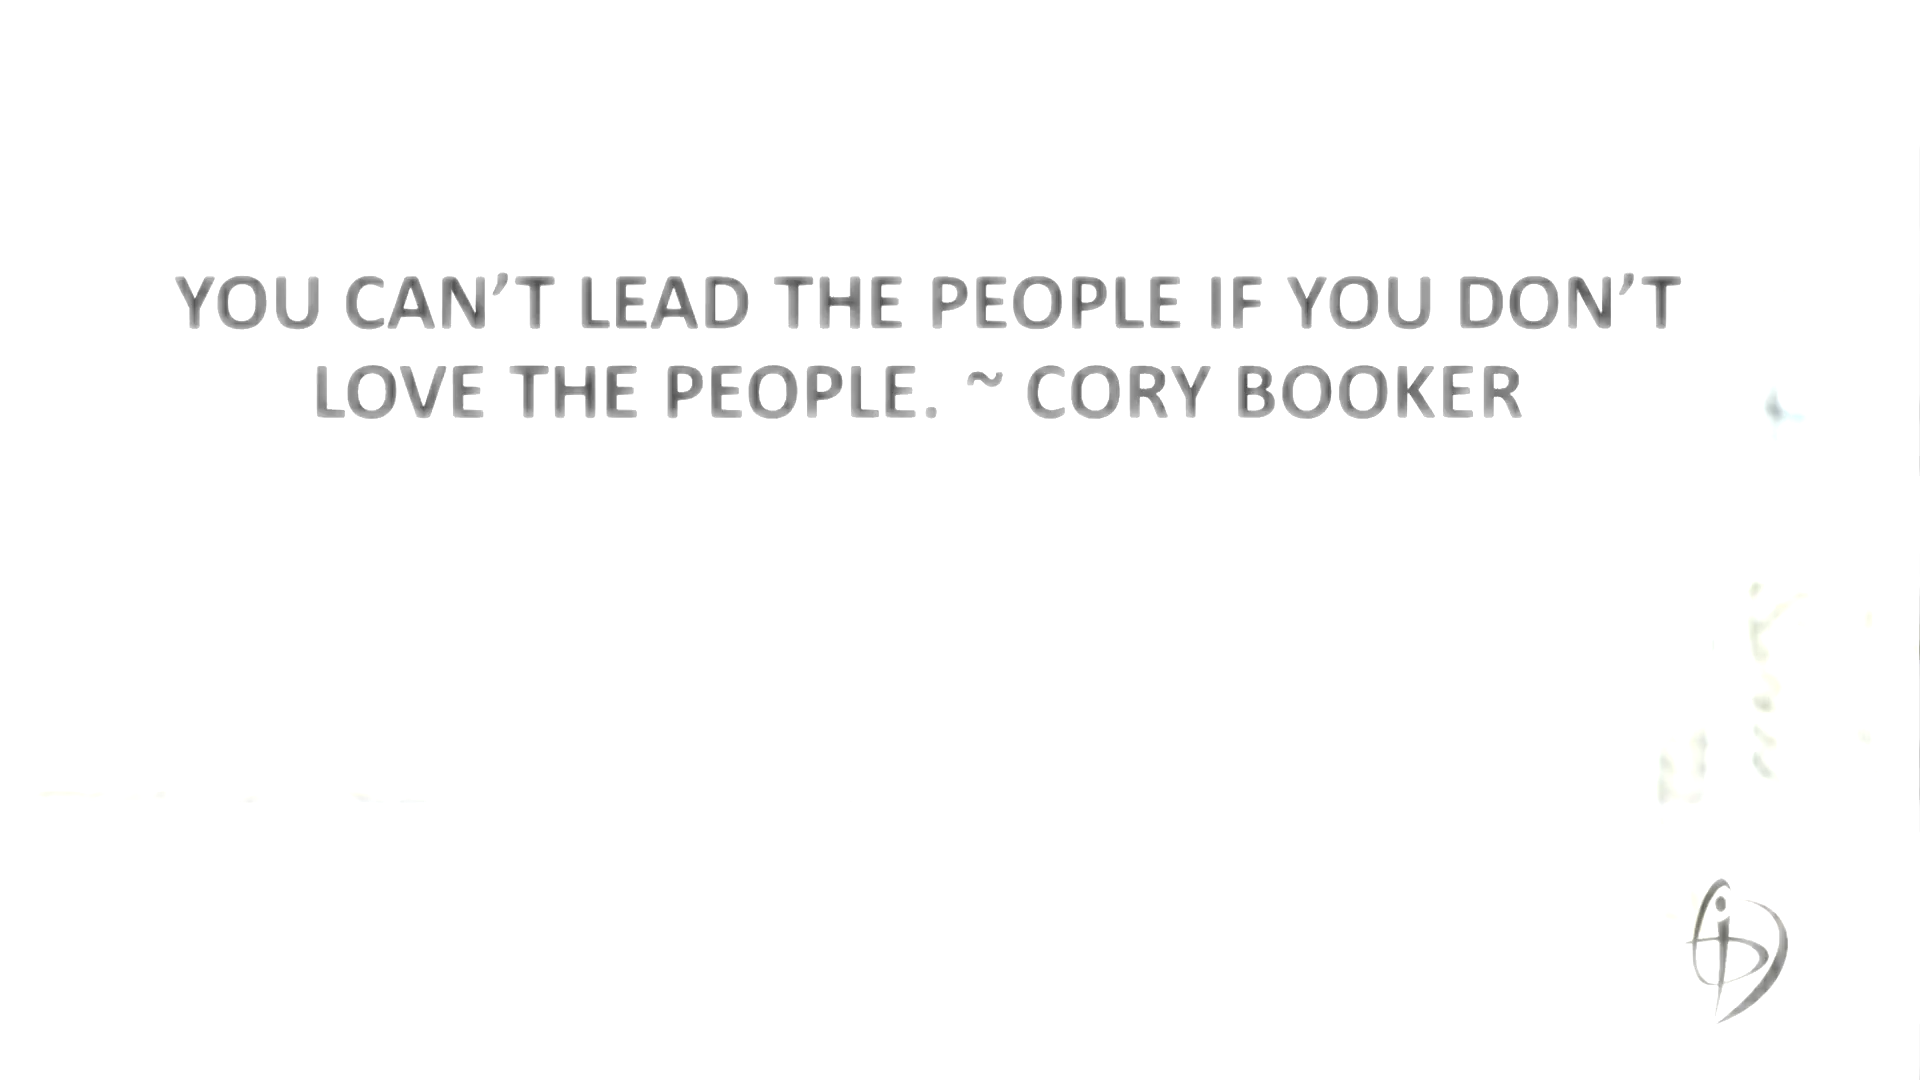 YOU CAN’T LEAD THE PEOPLE IF YOU DON’T
LOVE THE PEOPLE. ~ CORY BOOKER